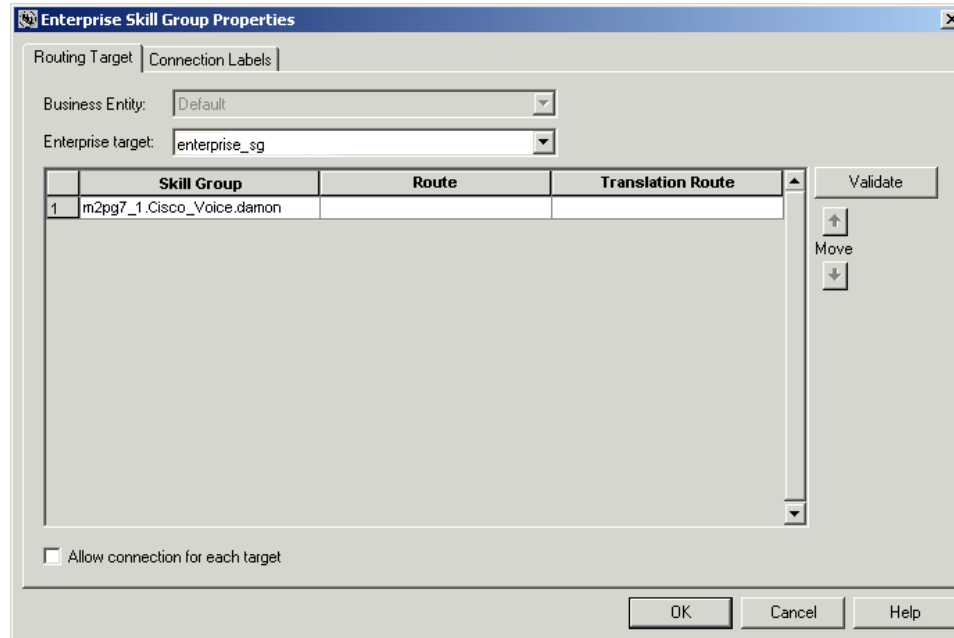 Enterprise Skill Group Properties
Routing Target Connection Labels
Business Entity: Default
Enterprise target: enterprise_sg
Skill Group Route Translation Route
Validate
1 m2pg7_1.Cisco_Voice.damon
Move
Allow connection for each target
OK Cancel Help